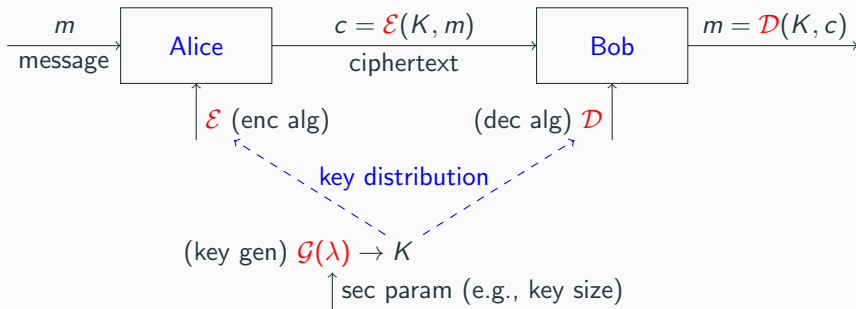 m c = ℰ(K, m) m = 𝒟(K, c)
Alice Bob
message ciphertext
ℰ (enc alg) (dec alg) 𝒟
key distribution
(key gen) 𝒢(λ) → K
sec param (e.g., key size)